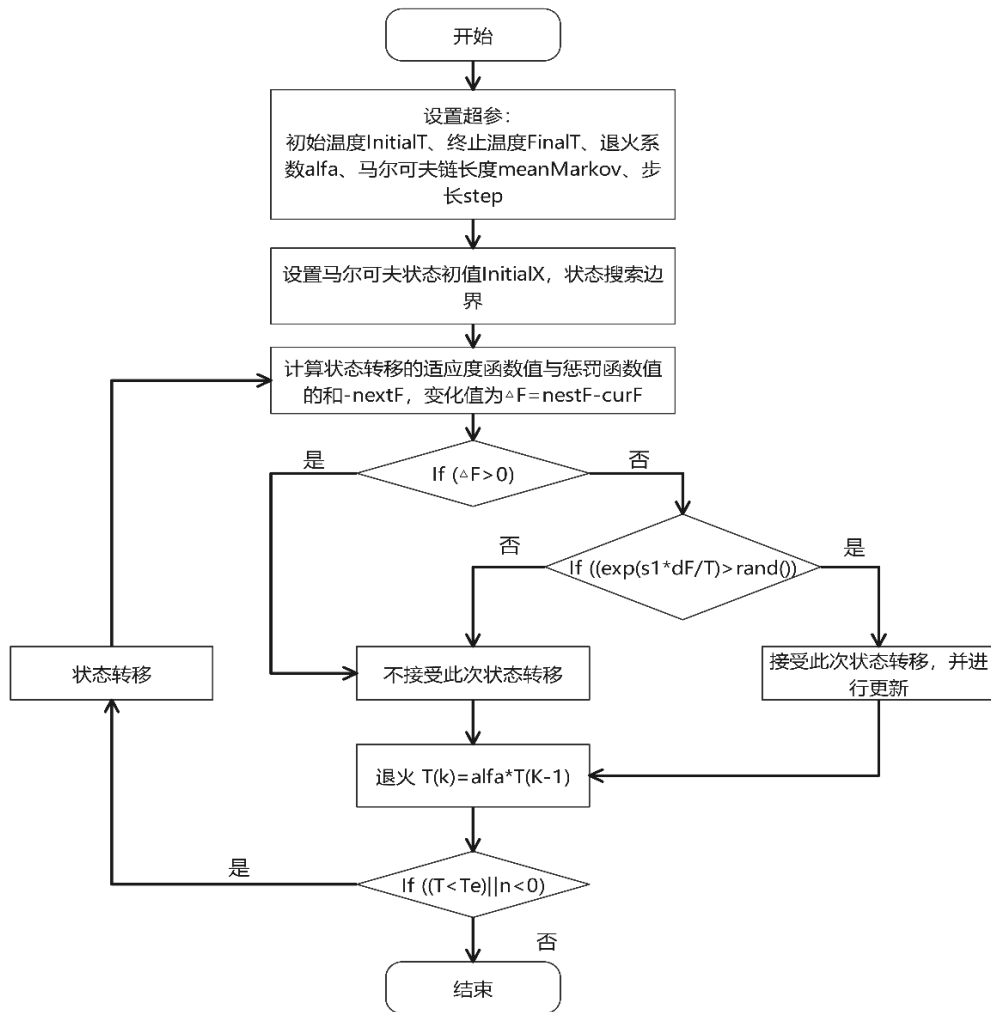 开始
设置超参：
初始温度InitialT、终止温度FinalT、退火系
数alfa、马尔可夫链长度meanMarkov、步
长step
设置马尔可夫状态初值InitialX，状态搜索边
界
计算状态转移的适应度函数值与惩罚函数值
的和-nextF，变化值为△F=nestF-curF
是
If (△F>0)
否
否
If ((exp(s1*dF/T)>rand())
是
状态转移
不接受此次状态转移
接受此次状态转移，并进
行更新
退火 T(k)=alfa*T(K-1)
是
If ((T<Te)||n<0)
否
结束